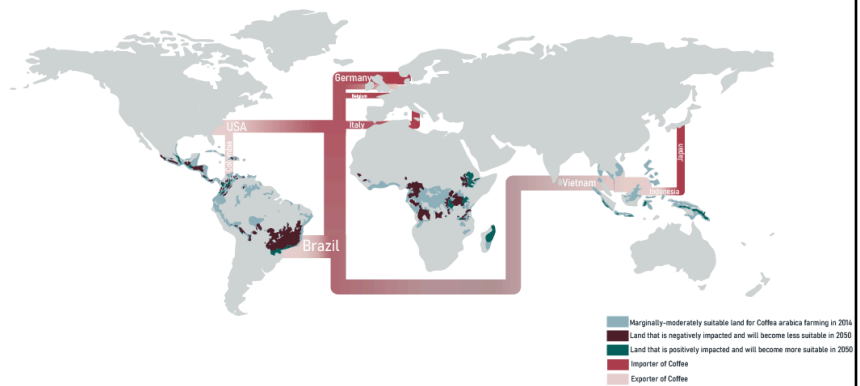 Germany
Belgium
USA
Italy
Colombia
Japan
Vietnam
Indonesia
Brazil
Marginally-moderately suitable land for Coffea arabica farming in 2014
Land that is negatively impacted and will become less suitable in 2050
Land that is positively impacted and will become more suitable in 2050
Importer of Coffee
Exporter of Coffee